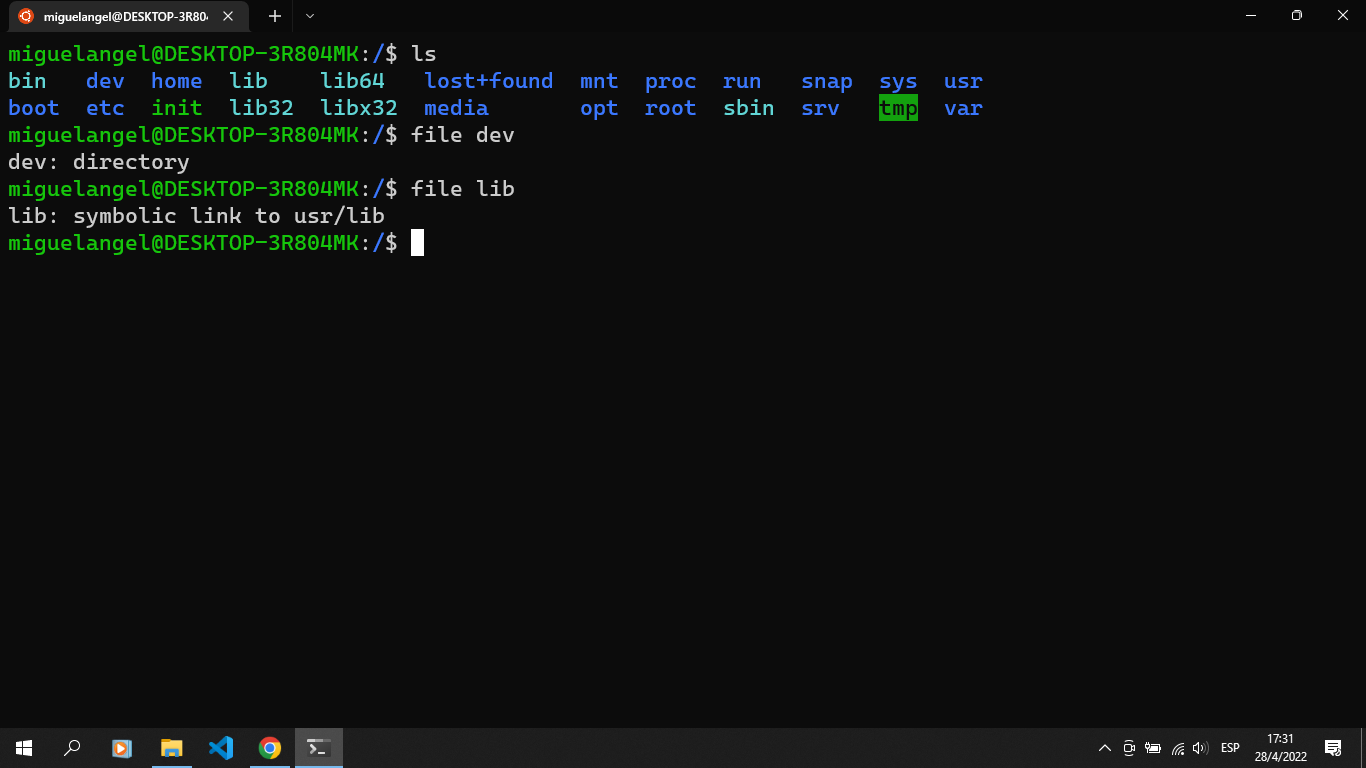 miguelangel@DESKTOP-3R804
miguelangel@DESKTOP-3R804MK:/$ ls
bin   dev  home  lib    lib64   lost+found  mnt  proc  run   snap  sys  usr
boot  etc  init  lib32  libx32  media       opt  root  sbin  srv   tmp  var
miguelangel@DESKTOP-3R804MK:/$ file dev
dev: directory
miguelangel@DESKTOP-3R804MK:/$ file lib
lib: symbolic link to usr/lib
miguelangel@DESKTOP-3R804MK:/$
ESP
17:31
28/4/2022